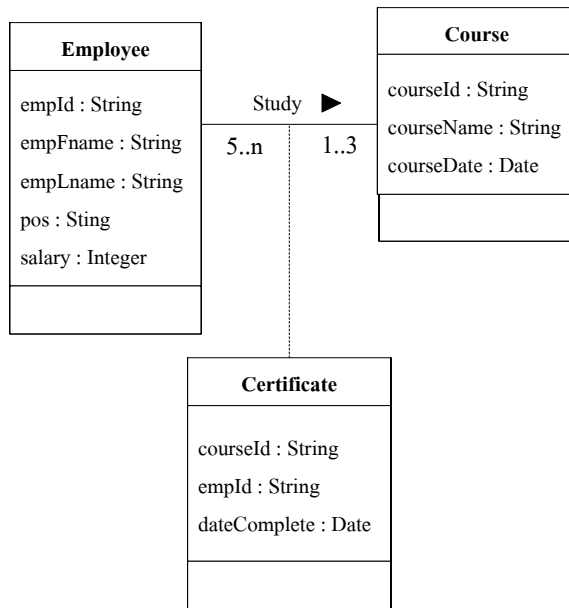 Employee
empId : String
empFname : String
empLname : String
pos : Sting
salary : Integer
Study ►
5..n
1..3
Course
courseId : String
courseName : String
courseDate : Date
Certificate
courseId : String
empId : String
dateComplete : Date